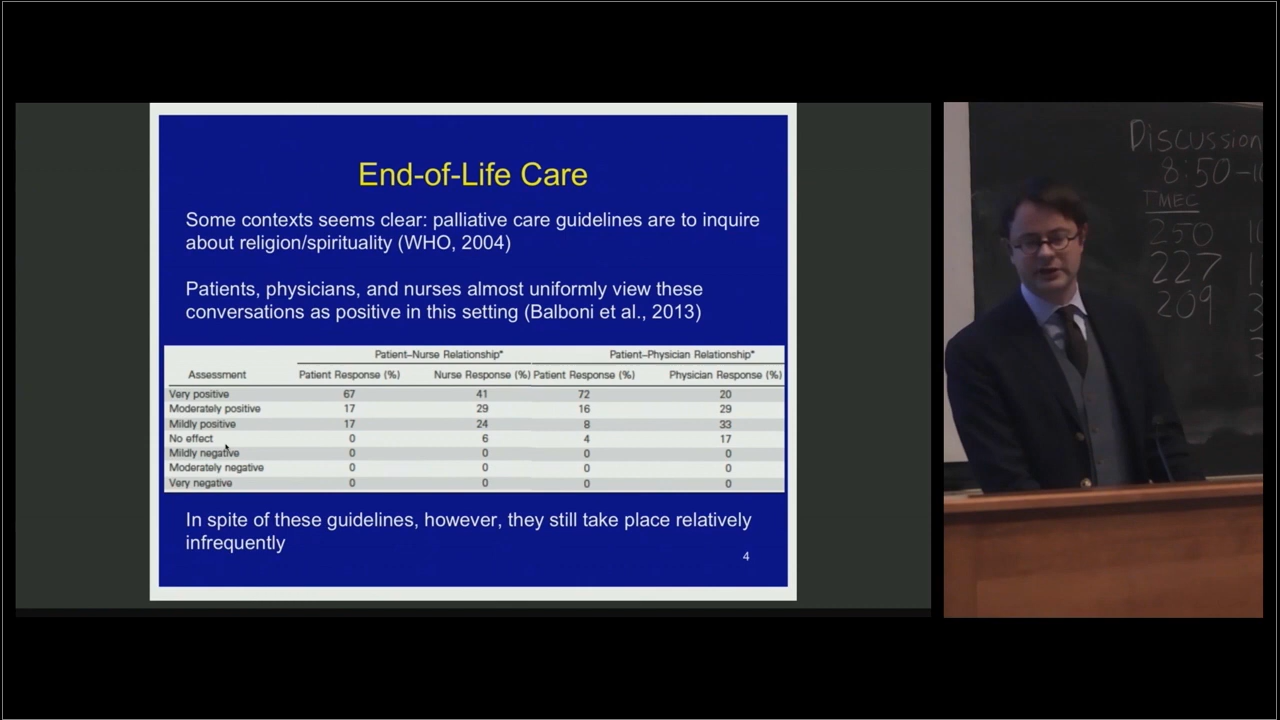 End-of-Life Care
Some contexts seems clear: palliative care guidelines are to inquire
about religion/spirituality (WHO, 2004)
Patients, physicians, and nurses almost uniformly view these
conversations as positive in this setting (Balboni et al., 2013)
Patient–Nurse Relationship* Patient–Physician Relationship*
Assessment Patient Response (%) Nurse Response (%) Patient Response (%) Physician Response (%)
Very positive 67 41 72 20
Moderately positive 17 29 16 29
Mildly positive 17 24 8 33
No effect 0 6 4 17
Mildly negative 0 0 0 0
Moderately negative 0 0 0 0
Very negative 0 0 0 0
In spite of these guidelines, however, they still take place relatively
infrequently
4
Discussion
8:50-
TMEC
250
227
209